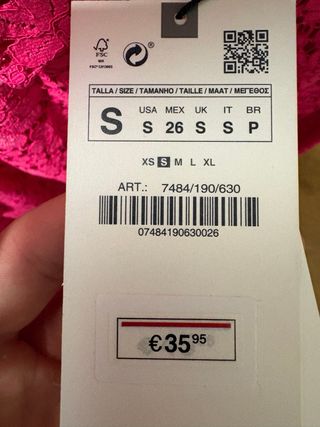 FSC
MIX
®
TALLA / SIZE / TAMANHO / TAILLE / MAAT / ΜΕΓΕΘΟΣ
S
USA MEX UK IT BR
S 26 S S P
XS S M L XL
ART.: 7484/190/630
07484190630026
€35 95